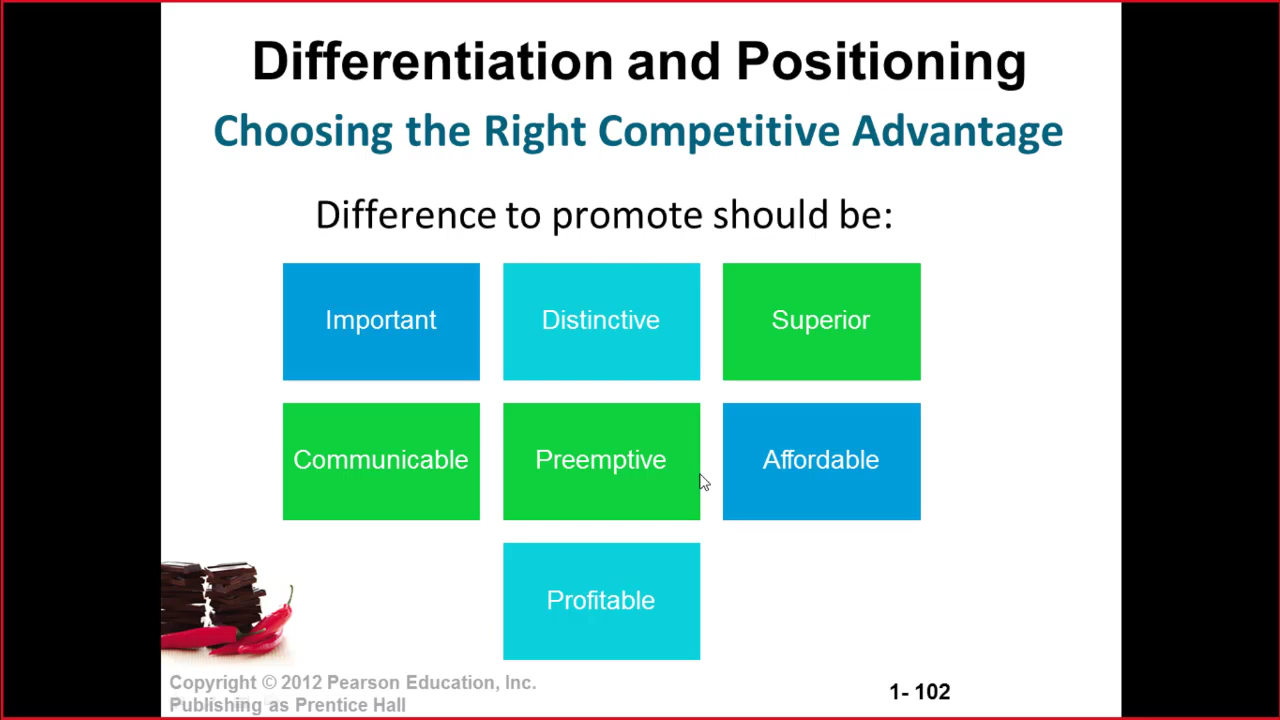 Differentiation and Positioning
Choosing the Right Competitive Advantage
Difference to promote should be:
Important
Distinctive
Superior
Communicable
Preemptive
Affordable
Profitable
Copyright © 2012 Pearson Education, Inc.
Publishing as Prentice Hall
1- 102